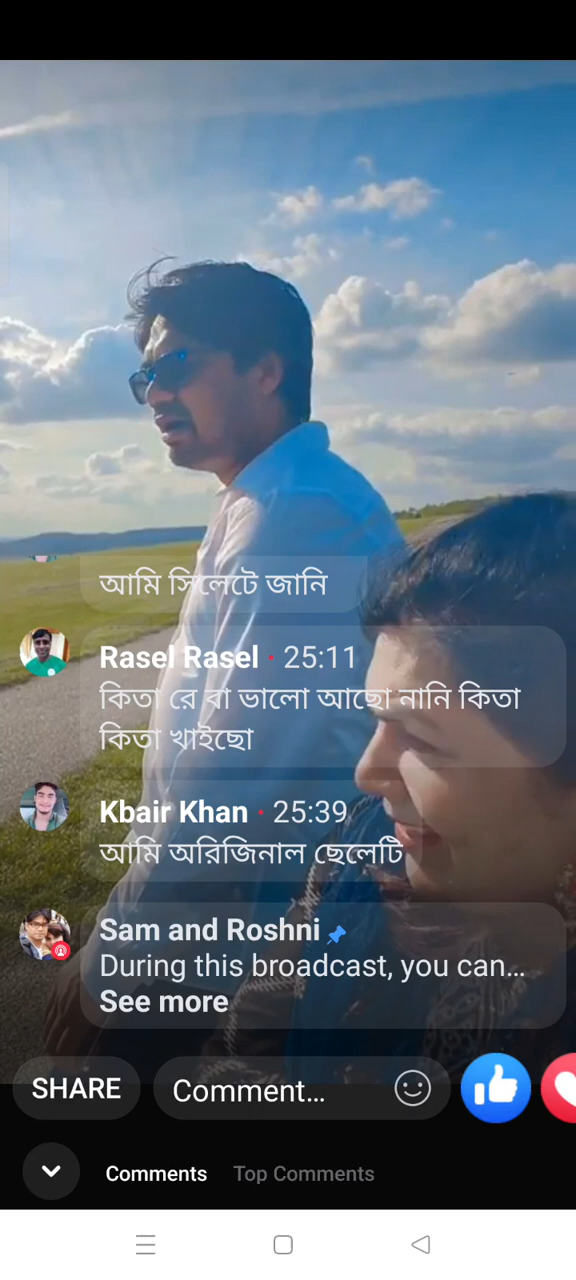 আমি সিলেটে জানি
Rasel Rasel · 25:11
কিতা রে বা ভালো আছো নানি কিতা
কিতা খাইছো
Kbair Khan · 25:39
আমি অরিজিনাল ছেলেটি
Sam and Roshni
During this broadcast, you can...
See more
SHARE
Comment...
Comments
Top Comments